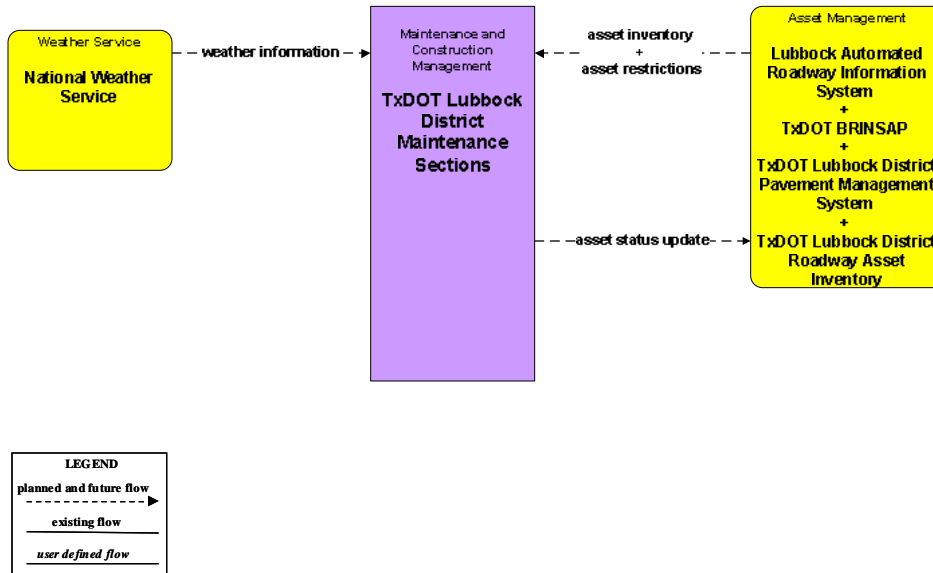 Weather Service
National Weather
Service
weather information
Maintenance and
Construction
Management
TxDOT Lubbock
District
Maintenance
Sections
asset inventory
+
asset restrictions
asset status update
Asset Management
Lubbock Automated
Roadway Information
System
+
TxDOT BRINSAP
+
TxDOT Lubbock District
Pavement Management
System
+
TxDOT Lubbock District
Roadway Asset
Inventory
LEGEND
planned and future flow
existing flow
user defined flow